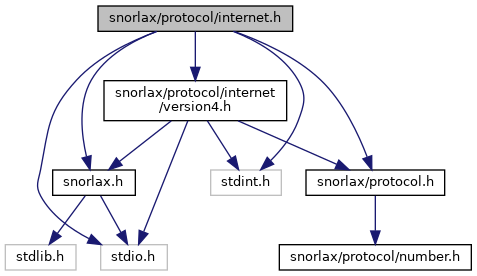 snorlax/protocol/internet.h
snorlax/protocol/internet
/version4.h
snorlax.h
stdint.h
snorlax/protocol.h
stdlib.h
stdio.h
snorlax/protocol/number.h